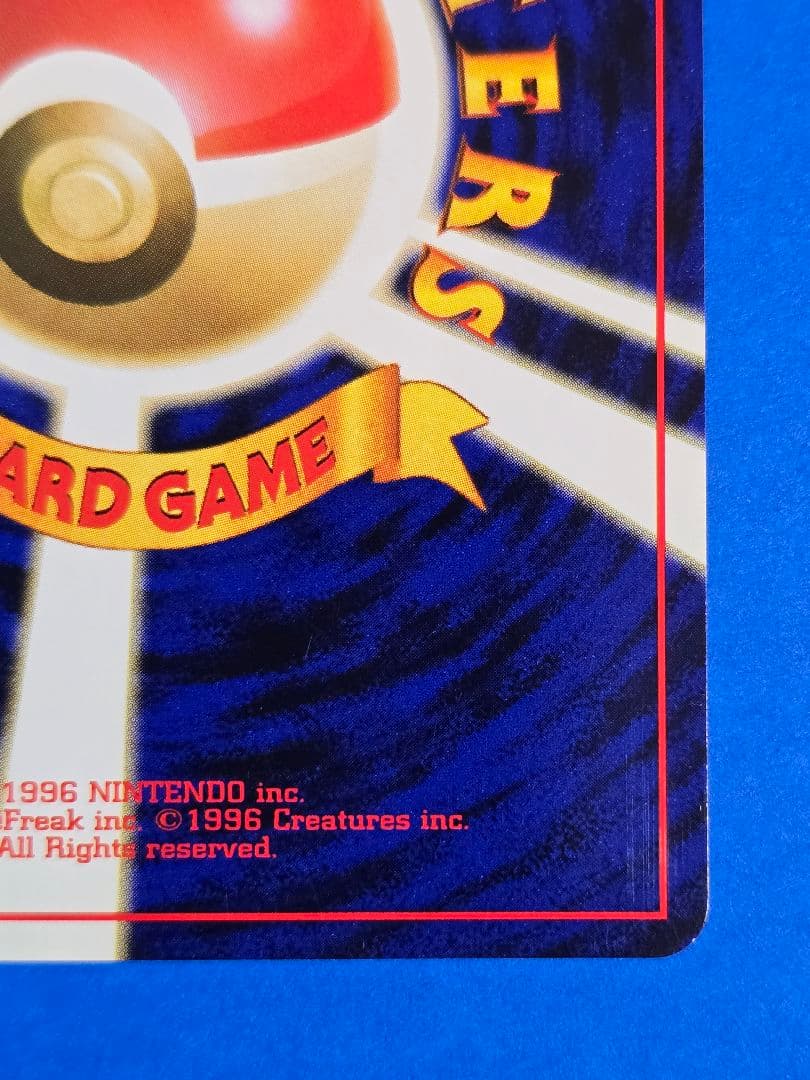 ERS
ARD GAME
1996 NINTENDO inc.
Freak inc. ©1996 Creatures inc.
All Rights reserved.